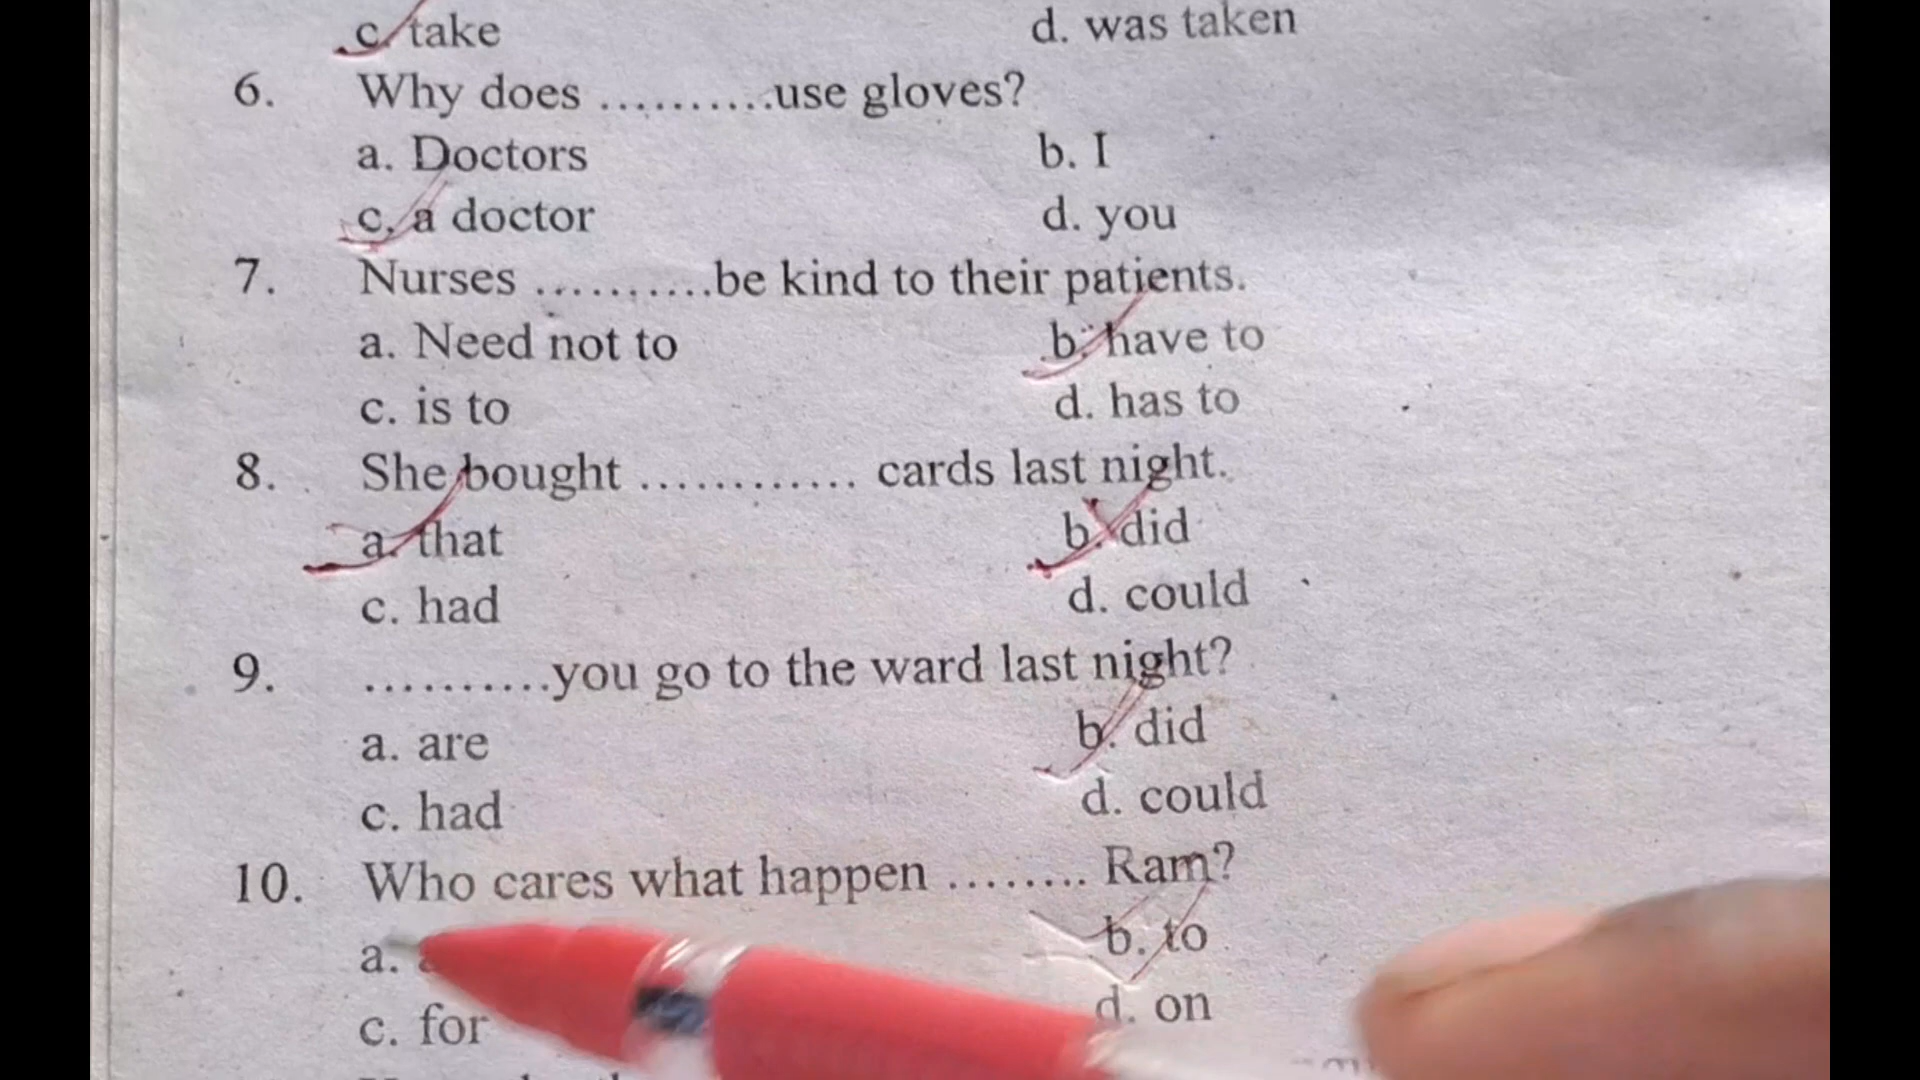 c. take
d. was taken
6. Why does ..........use gloves?
a. Doctors
b. I
c. a doctor
d. you
7. Nurses ..........be kind to their patients.
a. Need not to
b. have to
c. is to
d. has to
8. She bought ............ cards last night.
a. that
b. did
c. had
d. could
9. ..........you go to the ward last night?
a. are
b. did
c. had
d. could
10. Who cares what happen ........ Ram?
a.
b. to
c. for
d. on